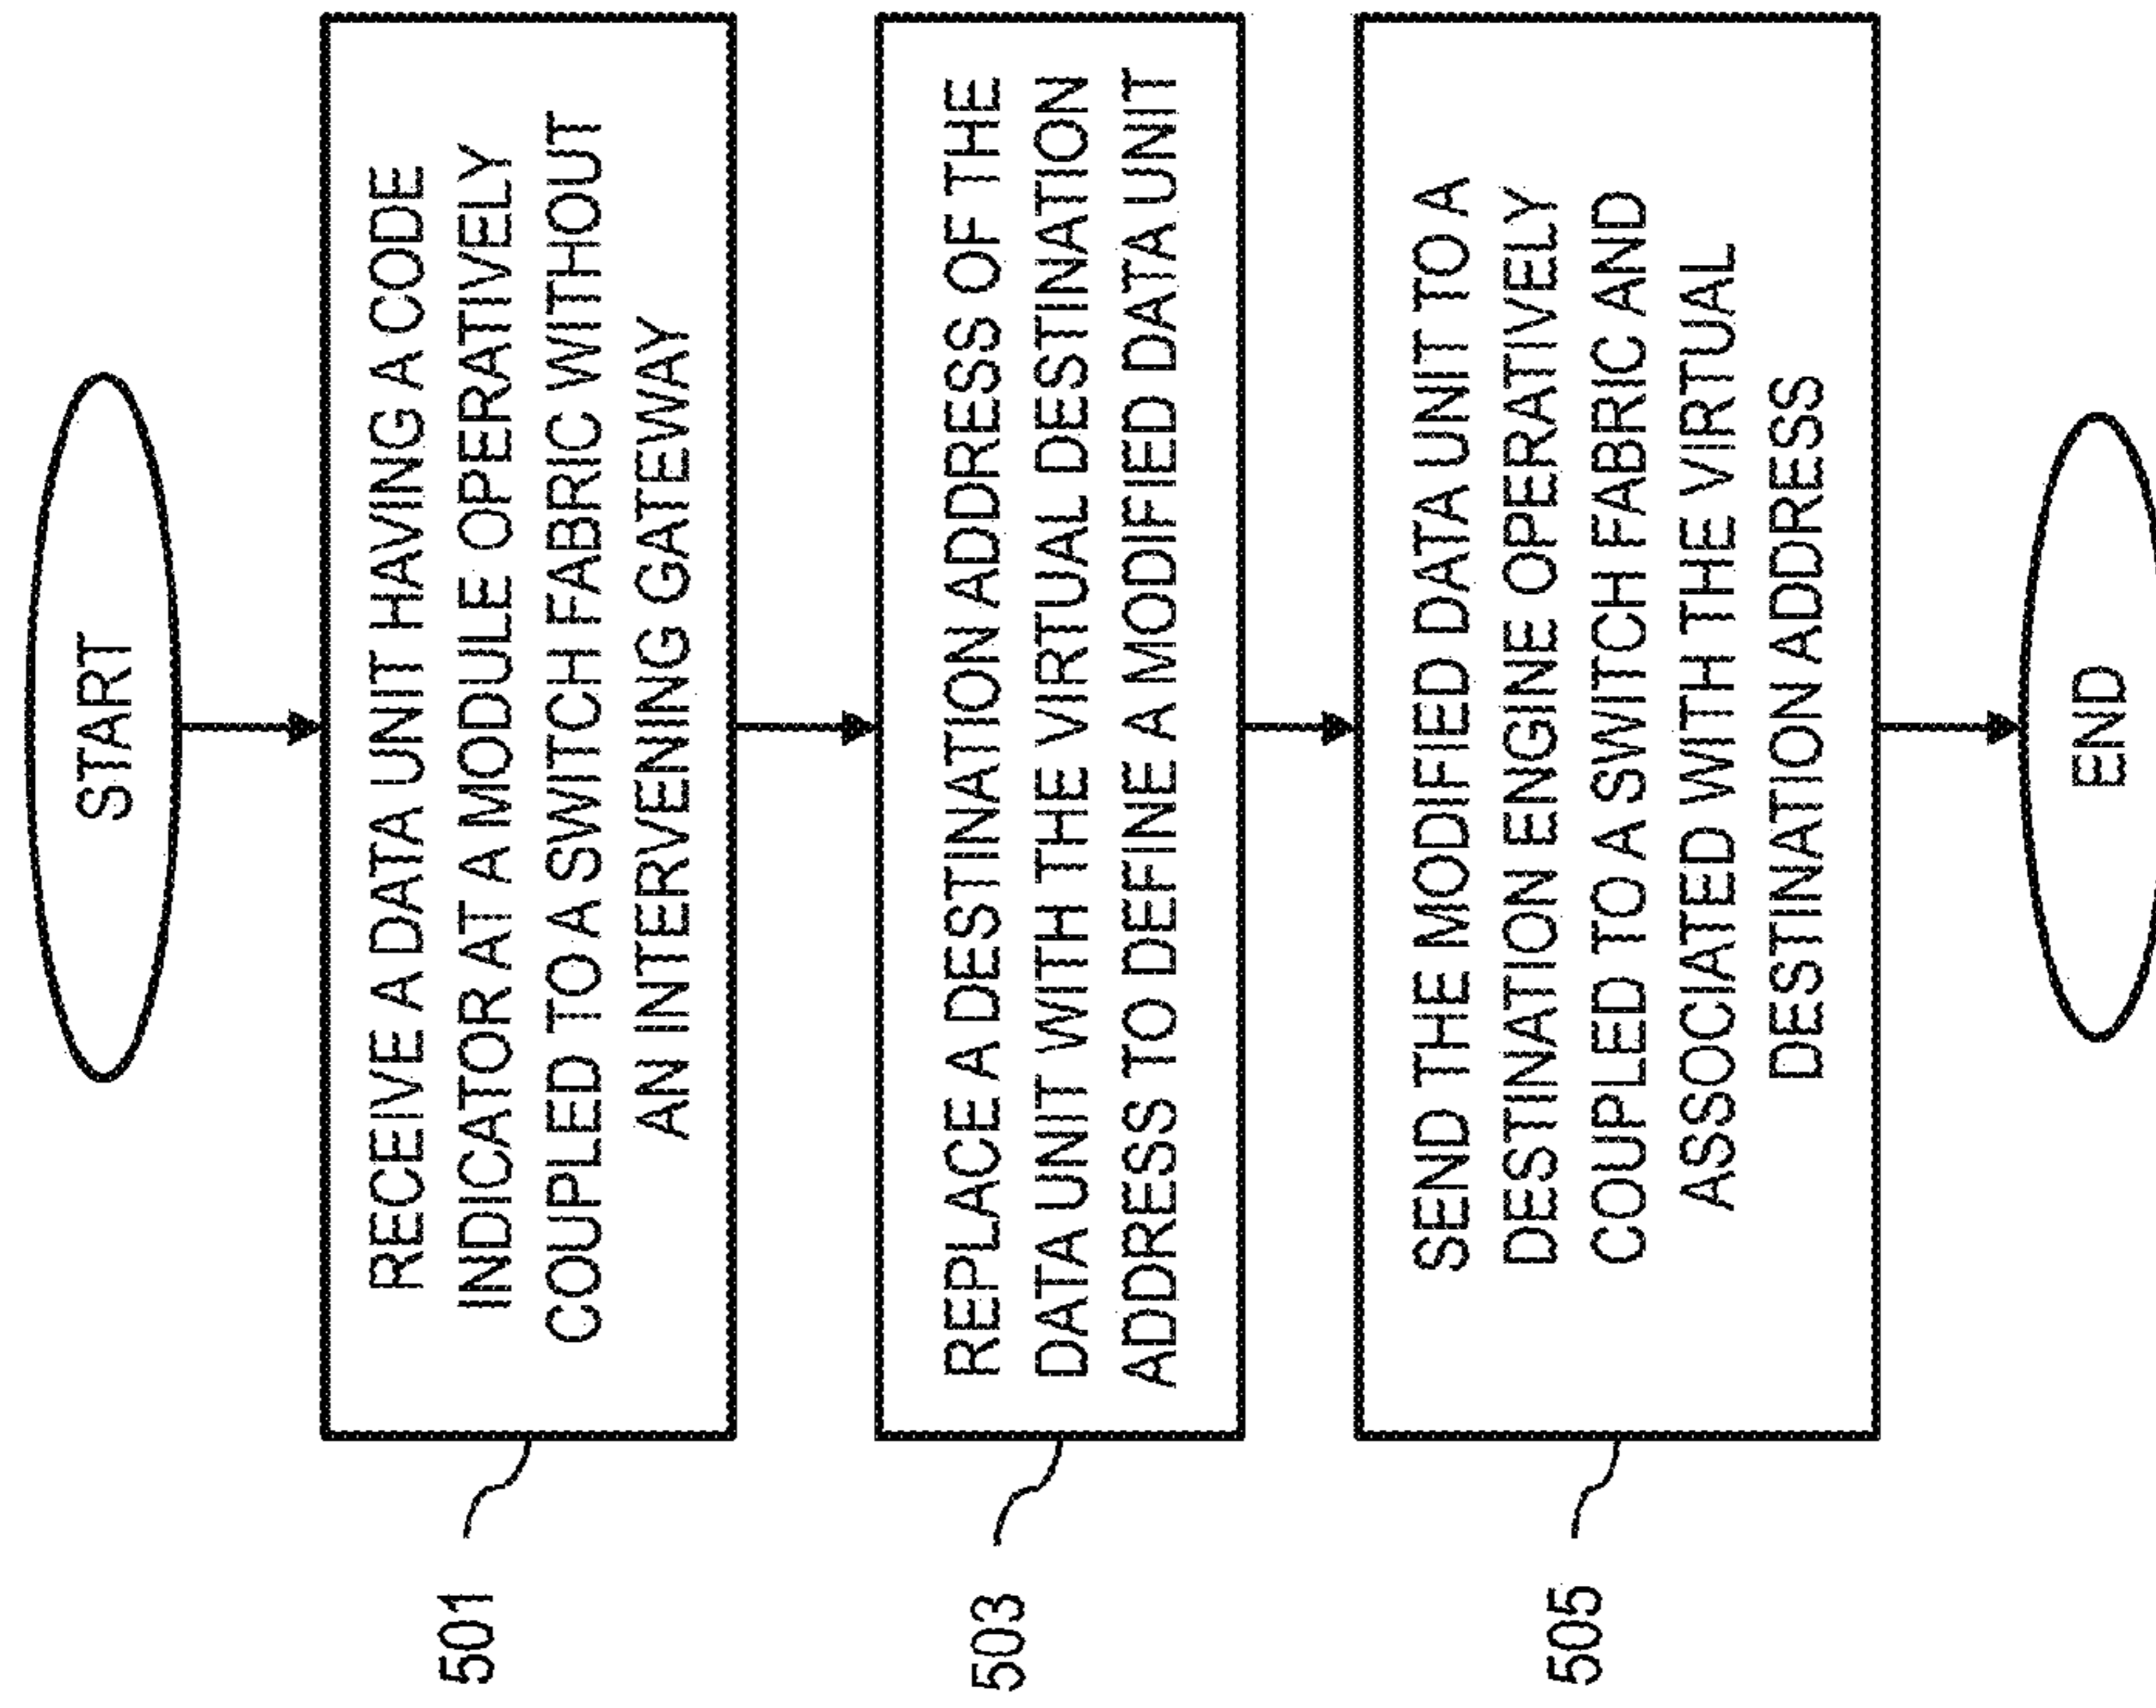 START
501
RECEIVE A DATA UNIT HAVING A CODE
INDICATOR AT A MODULE OPERATIVELY
COUPLED TO A SWITCH FABRIC WITHOUT
AN INTERVENING GATEWAY
503
REPLACE A DESTINATION ADDRESS OF THE
DATA UNIT WITH THE VIRTUAL DESTINATION
ADDRESS TO DEFINE A MODIFIED DATA UNIT
505
SEND THE MODIFIED DATA UNIT TO A
DESTINATION ENGINE OPERATIVELY
COUPLED TO A SWITCH FABRIC AND
ASSOCIATED WITH THE VIRTUAL
DESTINATION ADDRESS
END